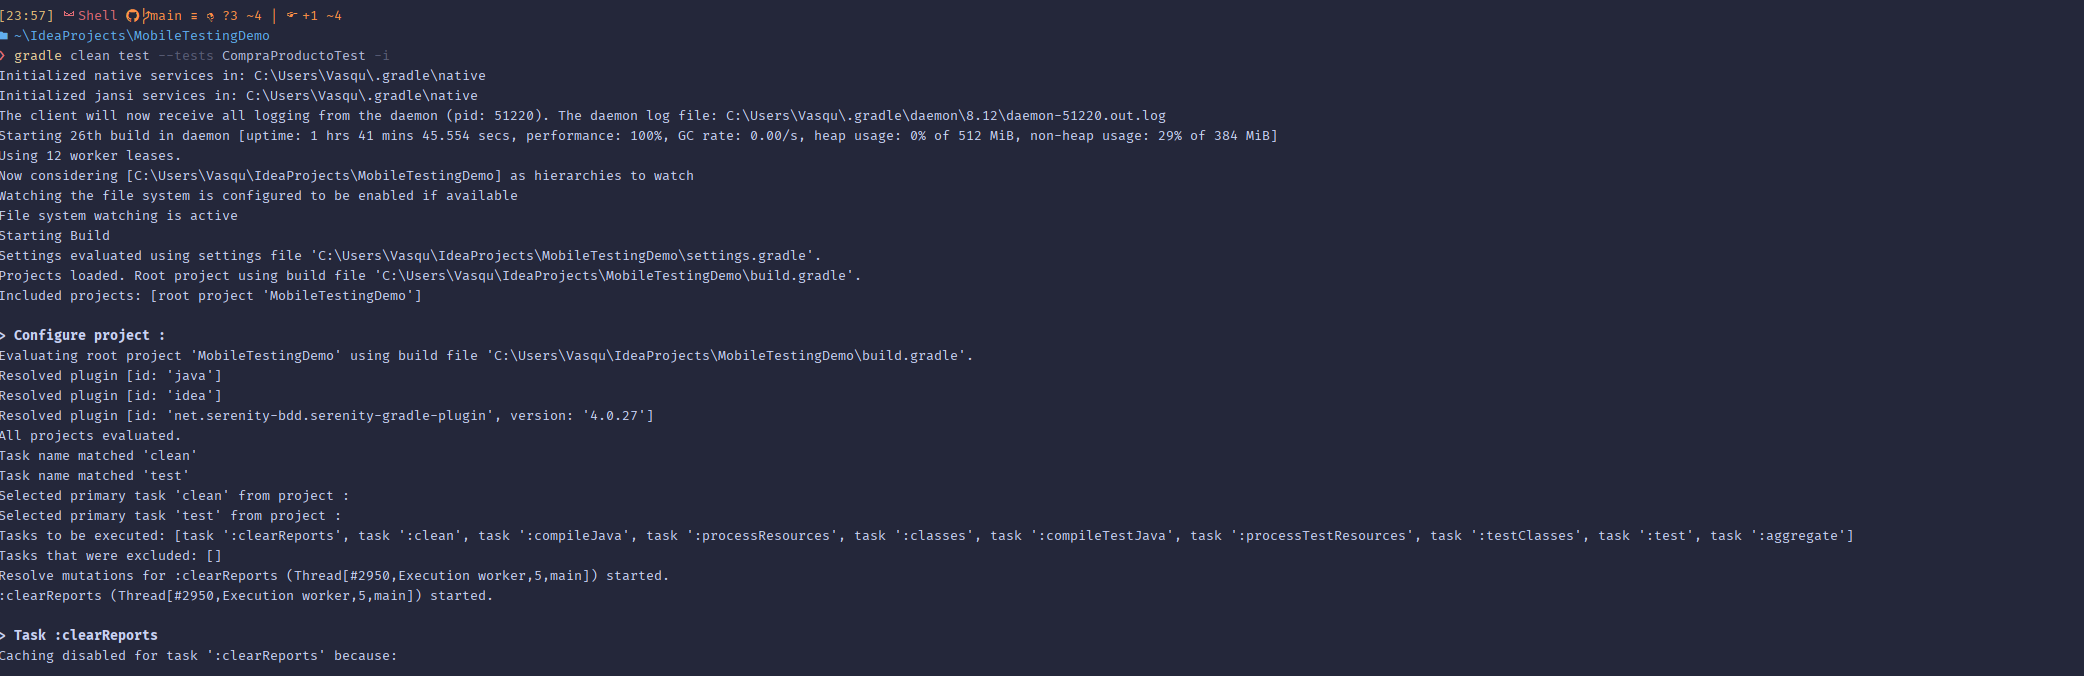 [23:57] Shell main ≡ ?3 ~4 | +1 ~4
~\IdeaProjects\MobileTestingDemo
❯ gradle clean test --tests CompraProductoTest -i
Initialized native services in: C:\Users\Vasqu\.gradle\native
Initialized jansi services in: C:\Users\Vasqu\.gradle\native
The client will now receive all logging from the daemon (pid: 51220). The daemon log file: C:\Users\Vasqu\.gradle\daemon\8.12\daemon-51220.out.log
Starting 26th build in daemon [uptime: 1 hrs 41 mins 45.554 secs, performance: 100%, GC rate: 0.00/s, heap usage: 0% of 512 MiB, non-heap usage: 29% of 384 MiB]
Using 12 worker leases.
Now considering [C:\Users\Vasqu\IdeaProjects\MobileTestingDemo] as hierarchies to watch
Watching the file system is configured to be enabled if available
File system watching is active
Starting Build
Settings evaluated using settings file 'C:\Users\Vasqu\IdeaProjects\MobileTestingDemo\settings.gradle'.
Projects loaded. Root project using build file 'C:\Users\Vasqu\IdeaProjects\MobileTestingDemo\build.gradle'.
Included projects: [root project 'MobileTestingDemo']
> Configure project :
Evaluating root project 'MobileTestingDemo' using build file 'C:\Users\Vasqu\IdeaProjects\MobileTestingDemo\build.gradle'.
Resolved plugin [id: 'java']
Resolved plugin [id: 'idea']
Resolved plugin [id: 'net.serenity-bdd.serenity-gradle-plugin', version: '4.0.27']
All projects evaluated.
Task name matched 'clean'
Task name matched 'test'
Selected primary task 'clean' from project :
Selected primary task 'test' from project :
Tasks to be executed: [task ':clearReports', task ':clean', task ':compileJava', task ':processResources', task ':classes', task ':compileTestJava', task ':processTestResources', task ':testClasses', task ':test', task ':aggregate']
Tasks that were excluded: []
Resolve mutations for :clearReports (Thread[#2950,Execution worker,5,main]) started.
:clearReports (Thread[#2950,Execution worker,5,main]) started.
> Task :clearReports
Caching disabled for task ':clearReports' because: